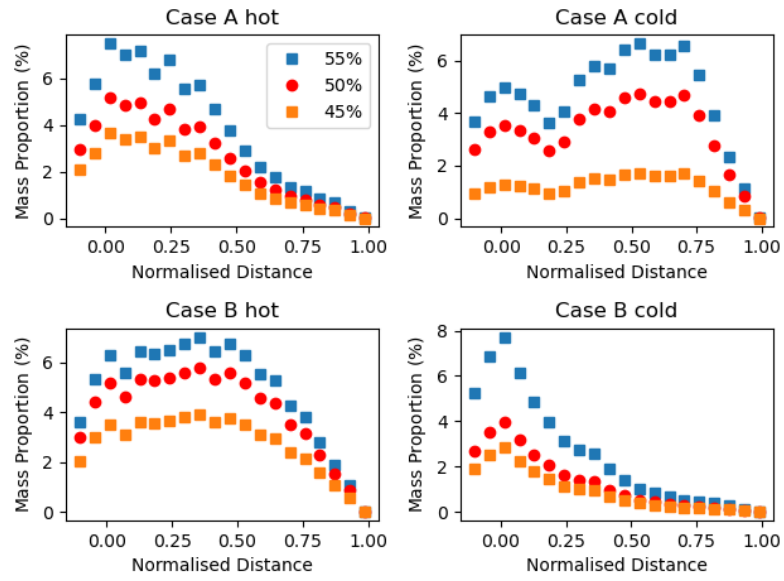 Case A hot
Mass Proportion (%)
6
4
2
0
55%
50%
45%
0.00 0.25 0.50 0.75 1.00
Normalised Distance
Case A cold
Mass Proportion (%)
6
4
2
0
0.00 0.25 0.50 0.75 1.00
Normalised Distance
Case B hot
Mass Proportion (%)
6
4
2
0
0.00 0.25 0.50 0.75 1.00
Normalised Distance
Case B cold
Mass Proportion (%)
8
6
4
2
0
0.00 0.25 0.50 0.75 1.00
Normalised Distance